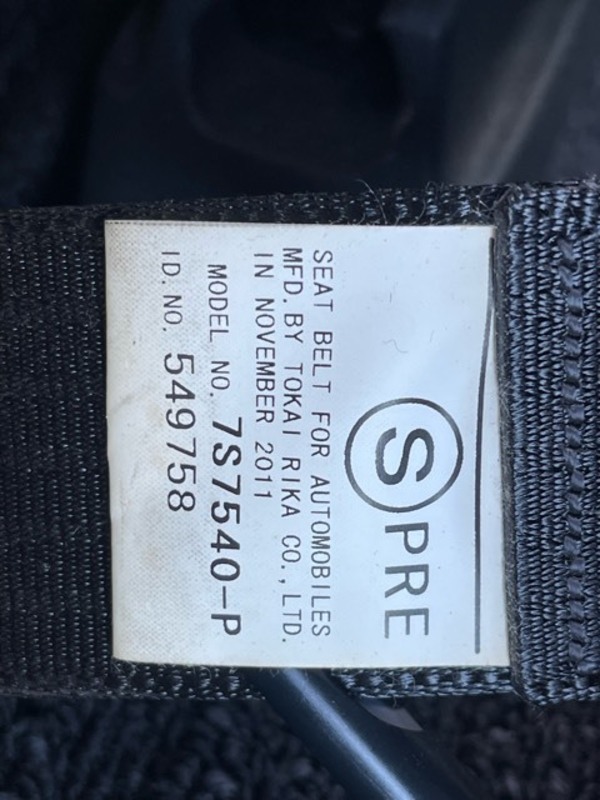 S PRE
SEAT BELT FOR AUTOMOBILES
MFD. BY TOKAI RIKA CO., LTD.
IN NOVEMBER 2011
MODEL NO. 7S7540-P
ID. NO. 549758